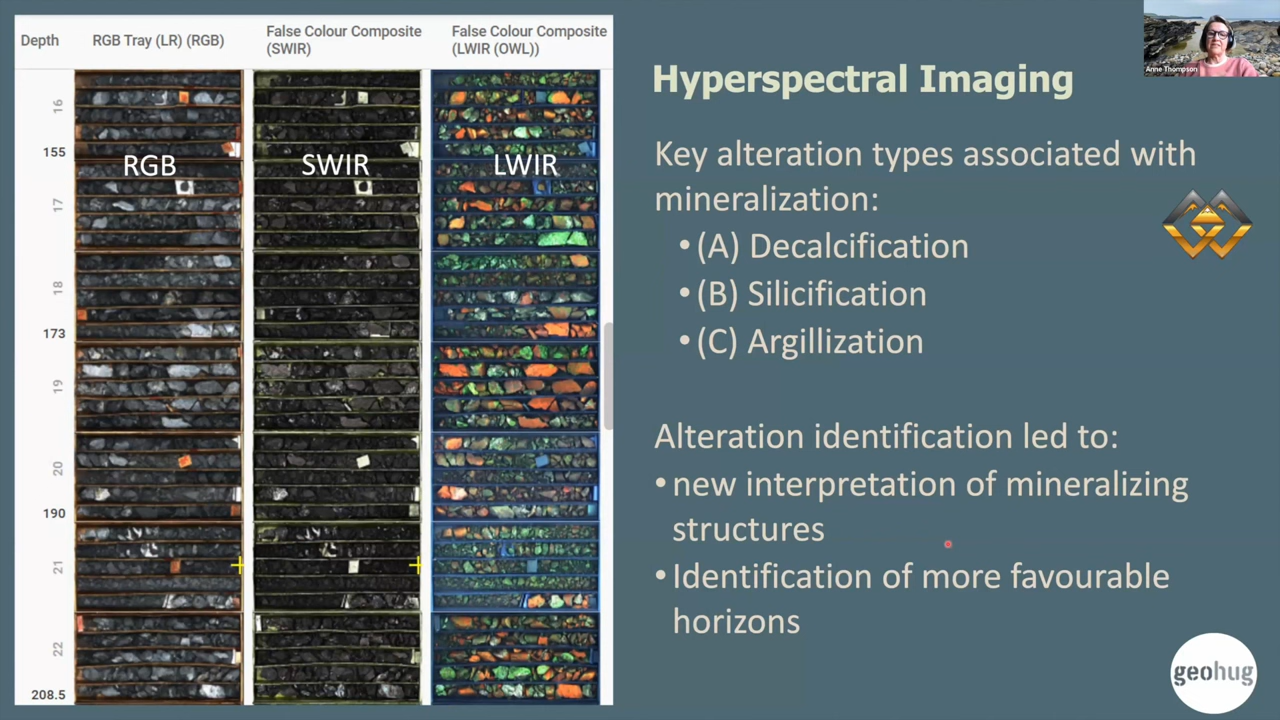 Depth
RGB Tray (LR) (RGB)
False Colour Composite
(SWIR)
False Colour Composite
(LWIR (OWL))
16
155
RGB
SWIR
LWIR
17
18
173
19
20
190
21
22
208.5
Hyperspectral Imaging
Key alteration types associated with
mineralization:
• (A) Decalcification
• (B) Silicification
• (C) Argillization
Alteration identification led to:
• new interpretation of mineralizing
structures
• Identification of more favourable
horizons
Anne Thompson
geohug